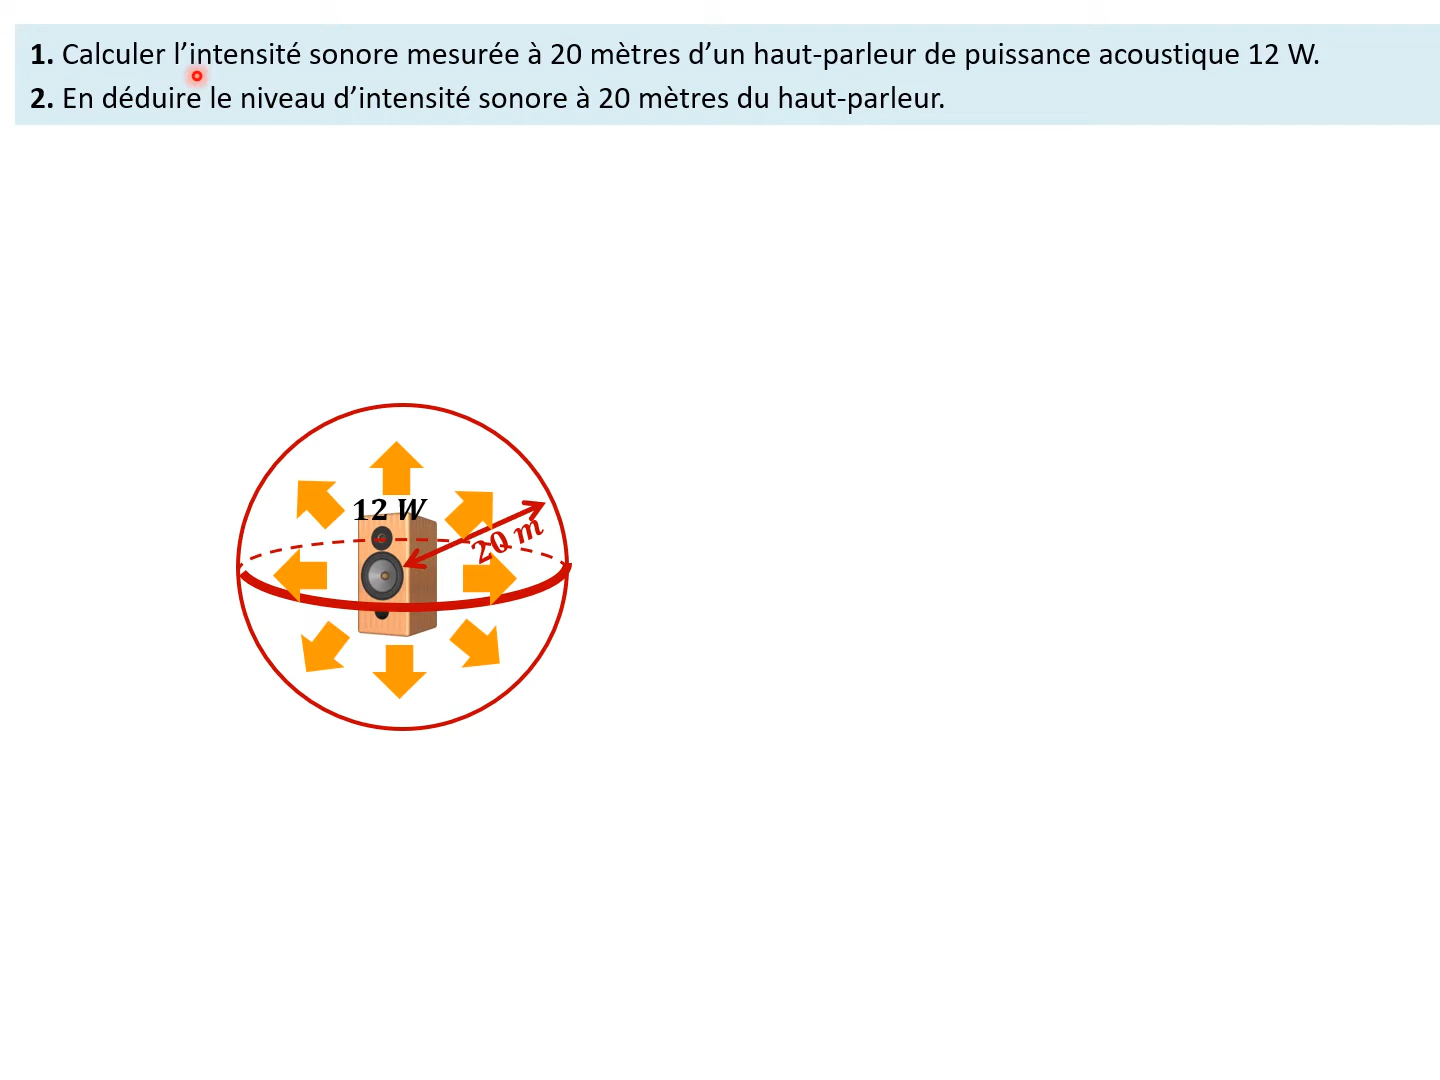 1. Calculer l’intensité sonore mesurée à 20 mètres d’un haut-parleur de puissance acoustique 12 W.
2. En déduire le niveau d’intensité sonore à 20 mètres du haut-parleur.
12 W
20 m